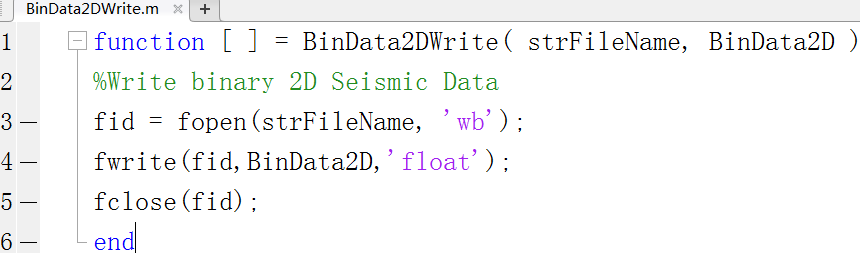 BinData2DWrite.m × +
1 function [ ] = BinData2DWrite( strFileName, BinData2D )
2 %Write binary 2D Seismic Data
3 — fid = fopen(strFileName, 'wb');
4 — fwrite(fid,BinData2D,'float');
5 — fclose(fid);
6 — end